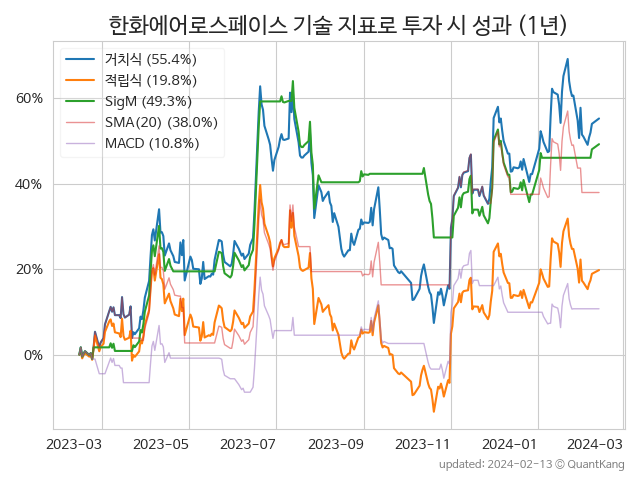 한화에어로스페이스 기술 지표로 투자 시 성과 (1년)
거치식 (55.4%)
적립식 (19.8%)
SigM (49.3%)
SMA(20) (38.0%)
MACD (10.8%)
60%
40%
20%
0%
2023-03 2023-05 2023-07 2023-09 2023-11 2024-01 2024-03
updated: 2024-02-13 ⓒ QuantKang